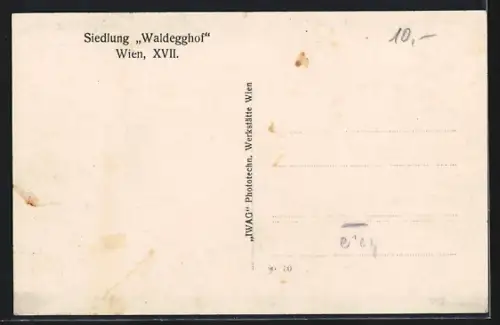 Siedlung „Waldegghof“
Wien, XVII.
10,-
„IWAG“ Phototechn. Werkstätte Wien